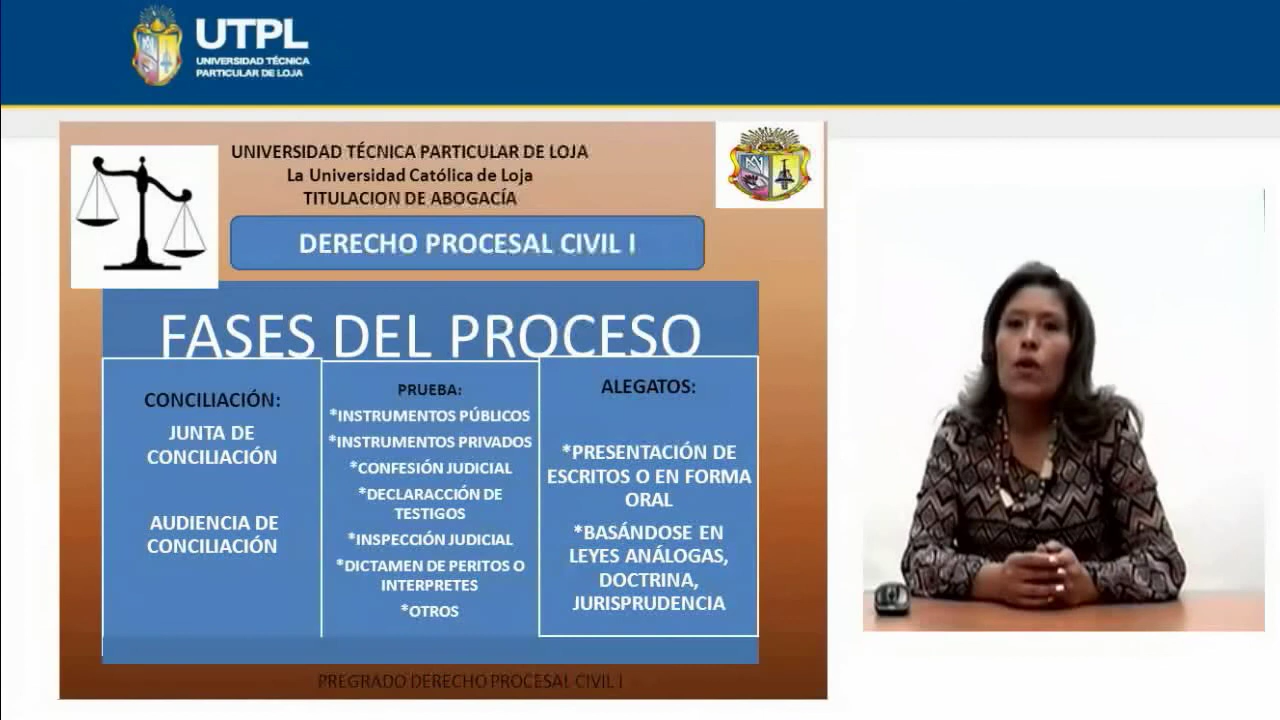 UTPL
UNIVERSIDAD TÉCNICA
PARTICULAR DE LOJA
UNIVERSIDAD TÉCNICA PARTICULAR DE LOJA
La Universidad Católica de Loja
TITULACION DE ABOGACÍA
DERECHO PROCESAL CIVIL I
FASES DEL PROCESO
CONCILIACIÓN:
JUNTA DE
CONCILIACIÓN
AUDIENCIA DE
CONCILIACIÓN
PRUEBA:
*INSTRUMENTOS PÚBLICOS
*INSTRUMENTOS PRIVADOS
*CONFESIÓN JUDICIAL
*DECLARACCIÓN DE
TESTIGOS
*INSPECCIÓN JUDICIAL
*DICTAMEN DE PERITOS O
INTERPRETES
*OTROS
ALEGATOS:
*PRESENTACIÓN DE
ESCRITOS O EN FORMA
ORAL
*BASÁNDOSE EN
LEYES ANÁLOGAS,
DOCTRINA,
JURISPRUDENCIA
PREGRADO DERECHO PROCESAL CIVIL I